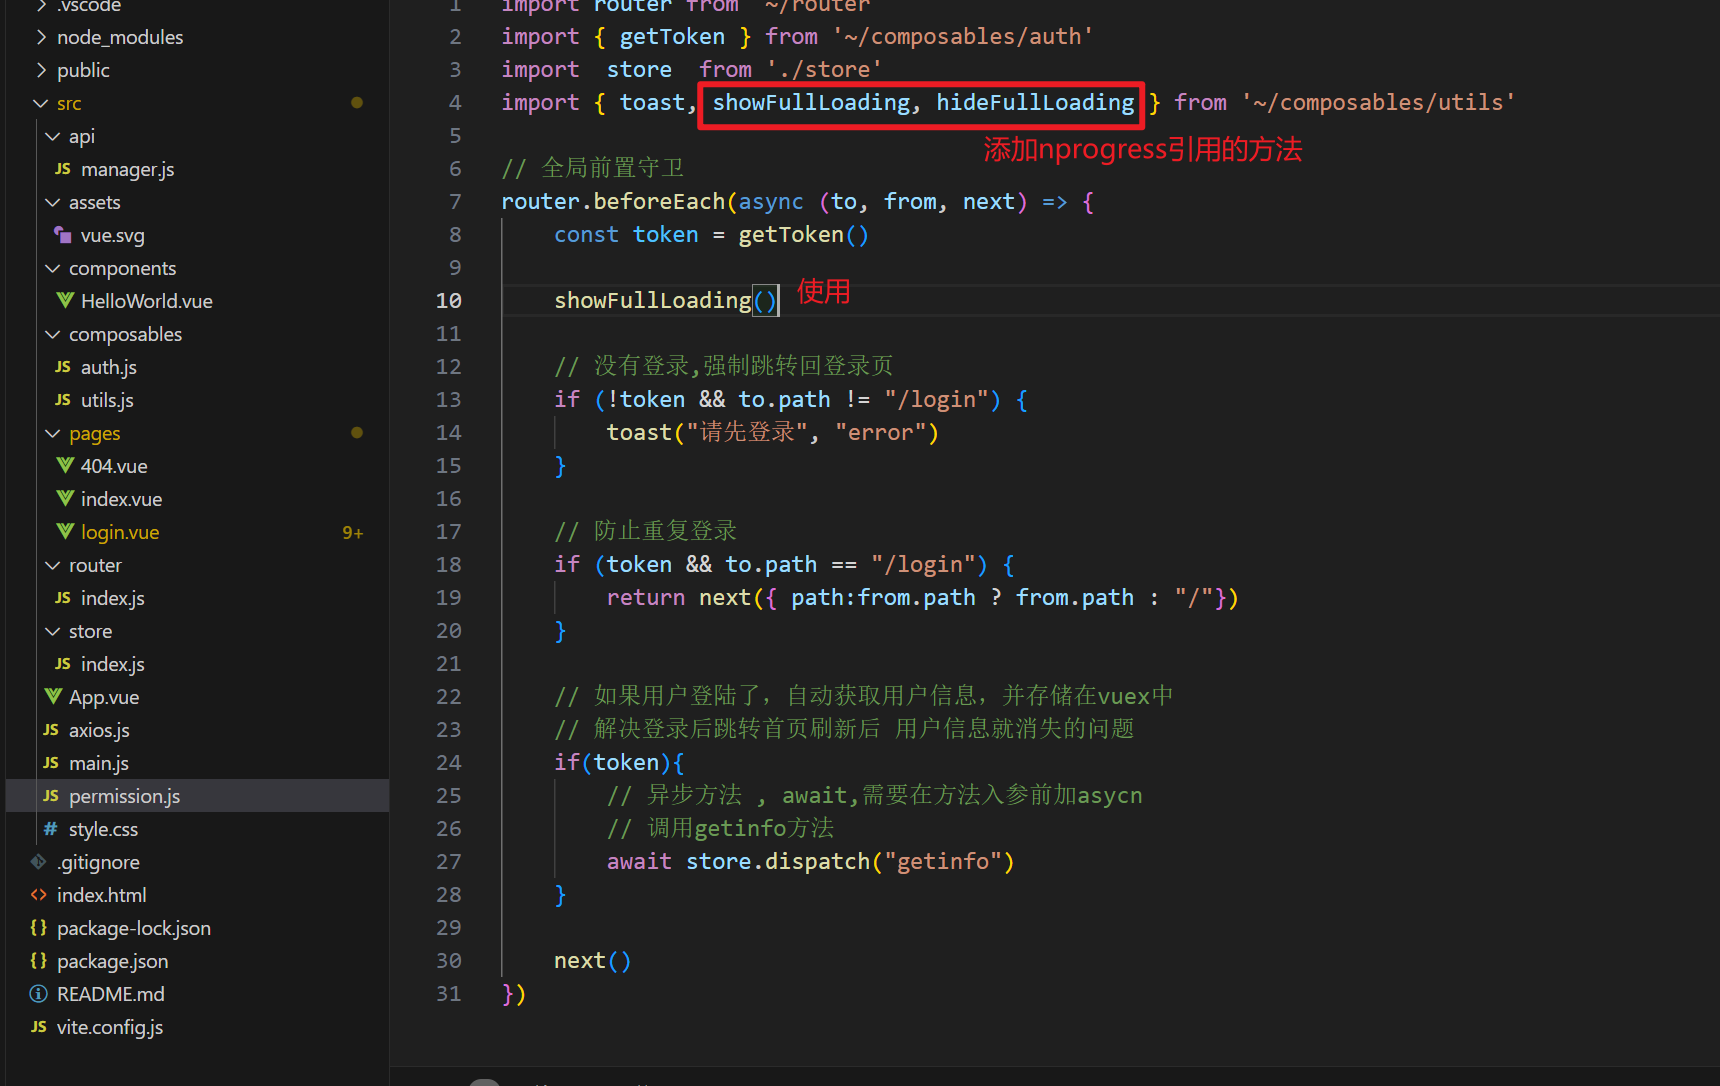 .vscode
node_modules
public
src
api
JS manager.js
assets
vue.svg
components
HelloWorld.vue
composables
JS auth.js
JS utils.js
pages
404.vue
index.vue
login.vue 9+
router
JS index.js
store
JS index.js
App.vue
JS axios.js
JS main.js
JS permission.js
# style.css
.gitignore
<> index.html
{} package-lock.json
{} package.json
README.md
JS vite.config.js
1 import router from '~/router'
2 import { getToken } from '~/composables/auth'
3 import  store  from './store'
4 import { toast, showFullLoading, hideFullLoading } from '~/composables/utils'
添加nprogress引用的方法
5
6 // 全局前置守卫
7 router.beforeEach(async (to, from, next) => {
8     const token = getToken()
9
10     showFullLoading() 使用
11
12     // 没有登录,强制跳转回登录页
13     if (!token && to.path != "/login") {
14         toast("请先登录", "error")
15     }
16
17     // 防止重复登录
18     if (token && to.path == "/login") {
19         return next({ path:from.path ? from.path : "/"})
20     }
21
22     // 如果用户登陆了，自动获取用户信息，并存储在vuex中
23     // 解决登录后跳转首页刷新后 用户信息就消失的问题
24     if(token){
25         // 异步方法 , await,需要在方法入参前加asycn
26         // 调用getinfo方法
27         await store.dispatch("getinfo")
28     }
29
30     next()
31 })